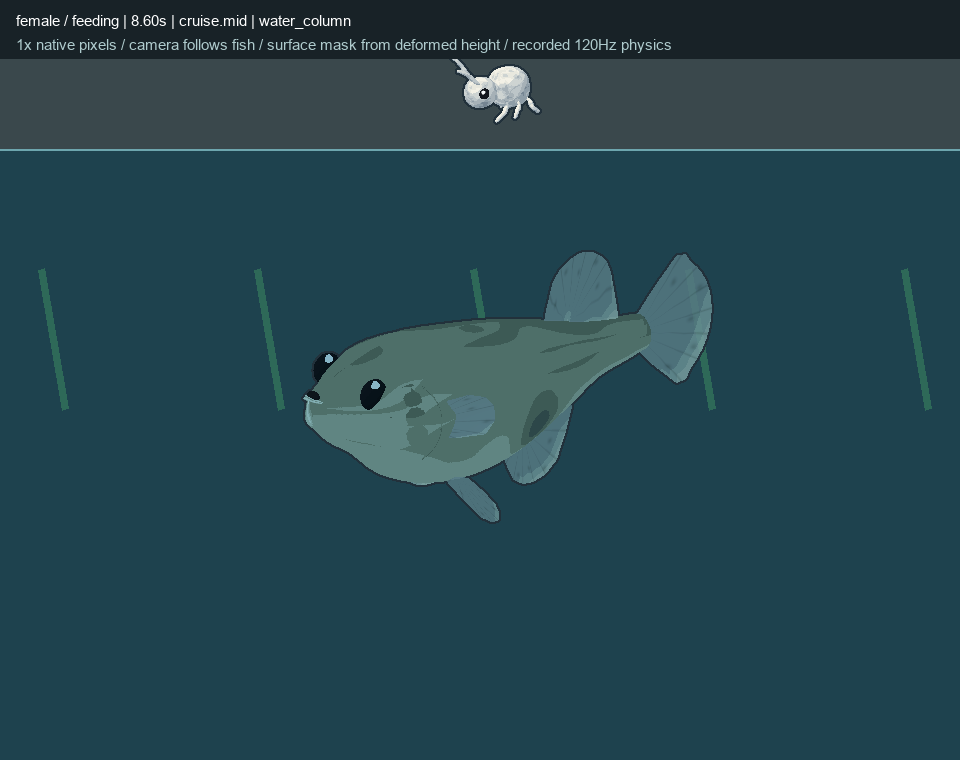 female / feeding | 8.60s | cruise.mid | water_column
1x native pixels / camera follows fish / surface mask from deformed height / recorded 120Hz physics